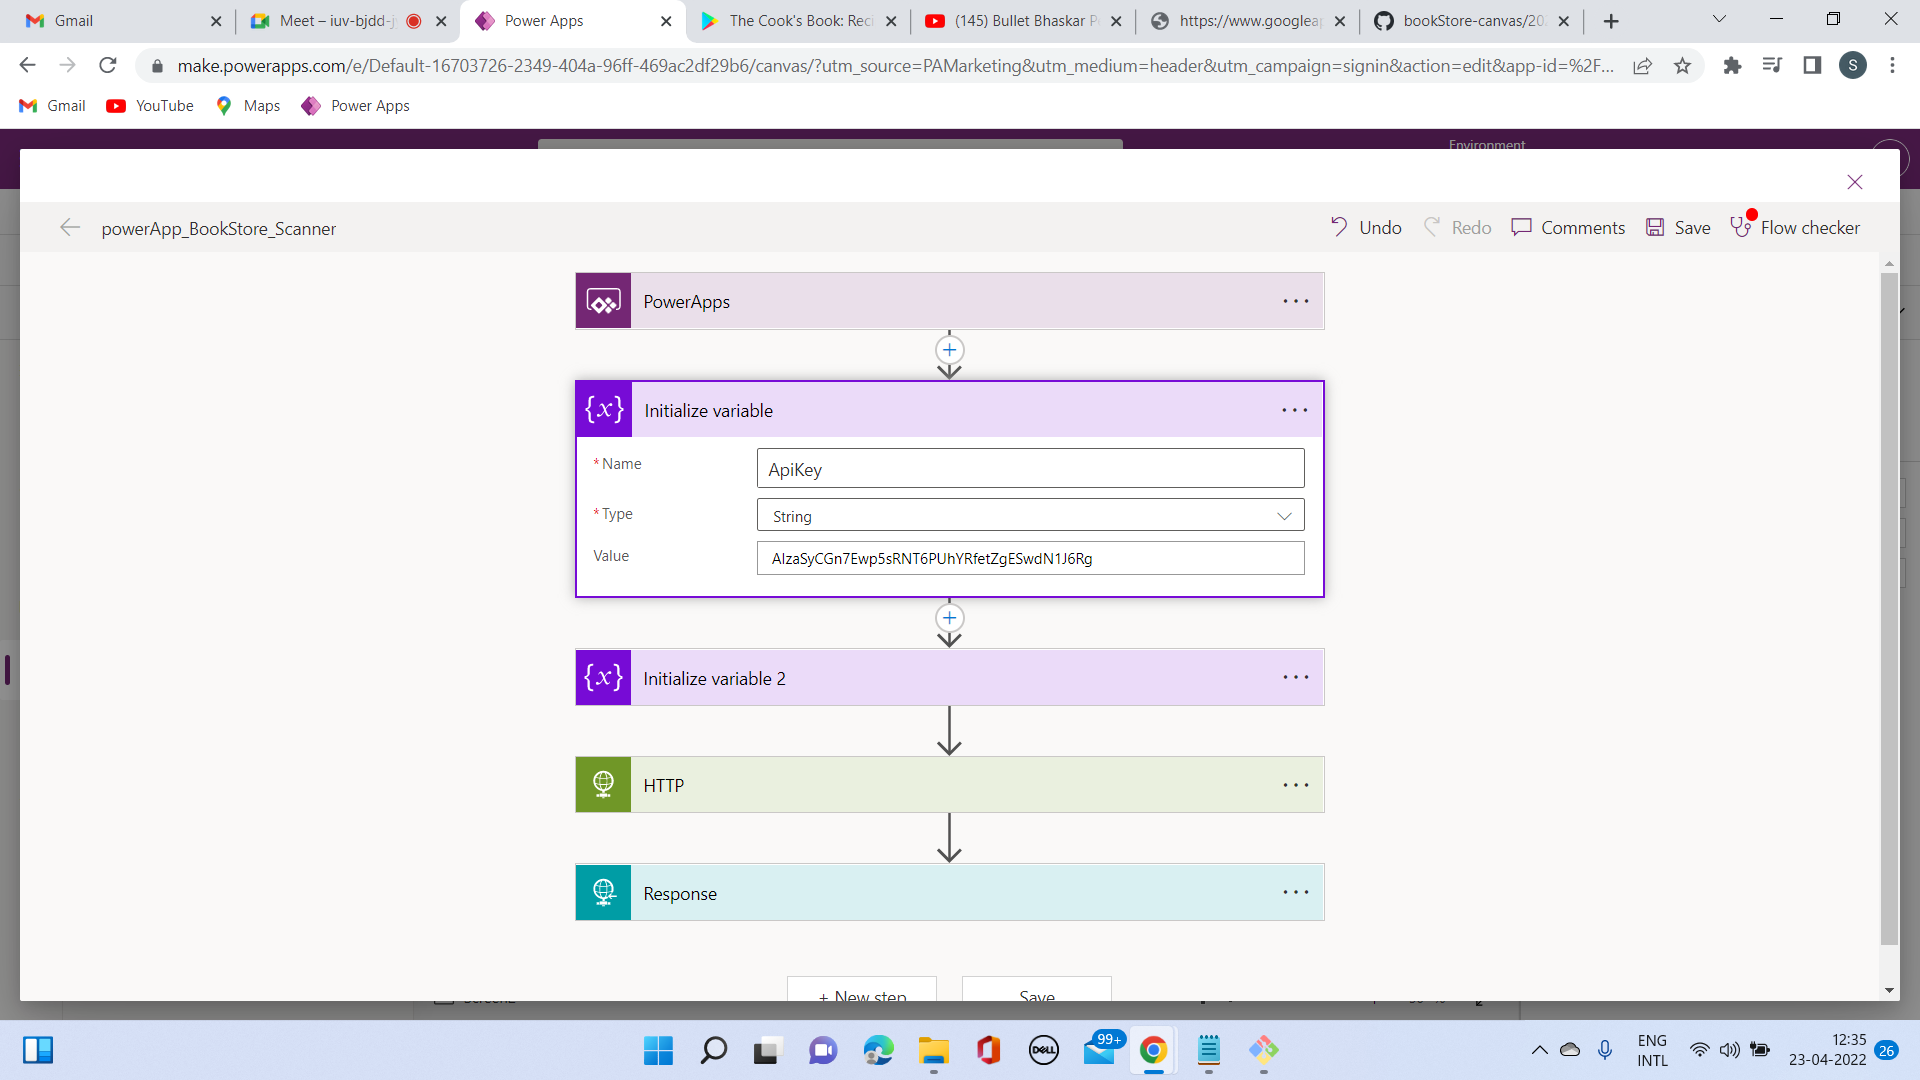 Gmail
Meet – iuv-bjdd-j
Power Apps
The Cook's Book: Reci
(145) Bullet Bhaskar P
https://www.googleap
bookStore-canvas/20
make.powerapps.com/e/Default-16703726-2349-404a-96ff-469ac2df29b6/canvas/?utm_source=PAMarketing&utm_medium=header&utm_campaign=signin&action=edit&app-id=%2F...
S
Gmail
YouTube
Maps
Power Apps
Environment
powerApp_BookStore_Scanner
Undo
Redo
Comments
Save
Flow checker
PowerApps
{x} Initialize variable
* Name
ApiKey
* Type
String
Value
AIzaSyCGn7Ewp5sRNT6PUhYRfetZgESwdN1J6Rg
{x} Initialize variable 2
HTTP
Response
+ New step
Save
DELL
99+
ENG
INTL
12:35
23-04-2022
26